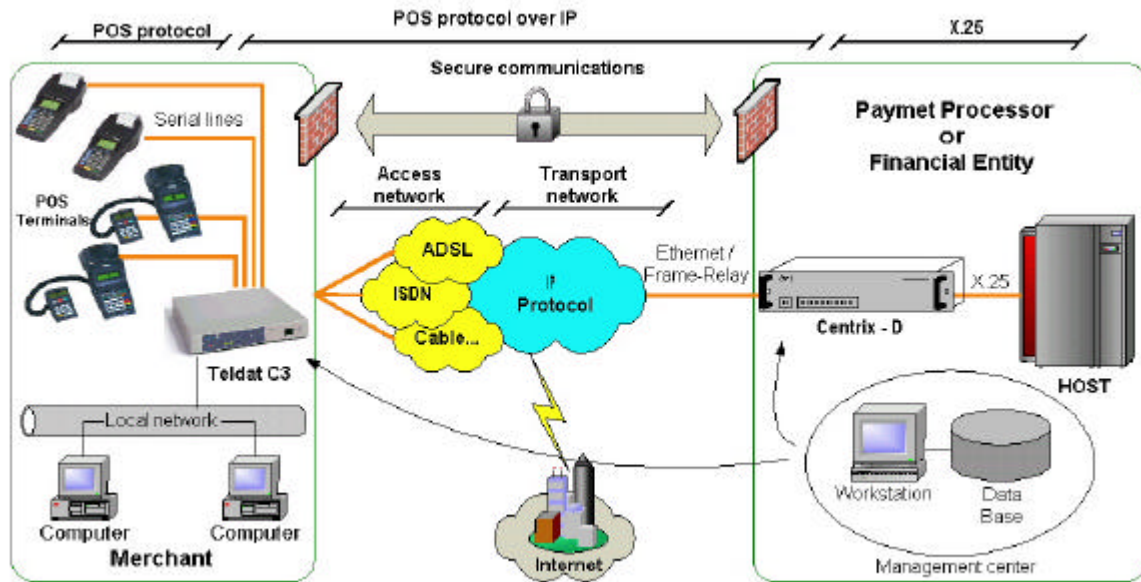 POS protocol
POS protocol over IP
X.25
Secure communications
Serial lines
POS
Terminals
Teldat C3
Local network
Computer
Computer
Merchant
Access
network
Transport
network
ADSL
ISDN
Cable...
IP
Protocol
Internet
Ethernet /
Frame-Relay
Paymet Processor
or
Financial Entity
Centrix - D
X.25
HOST
Workstation
Data
Base
Management center